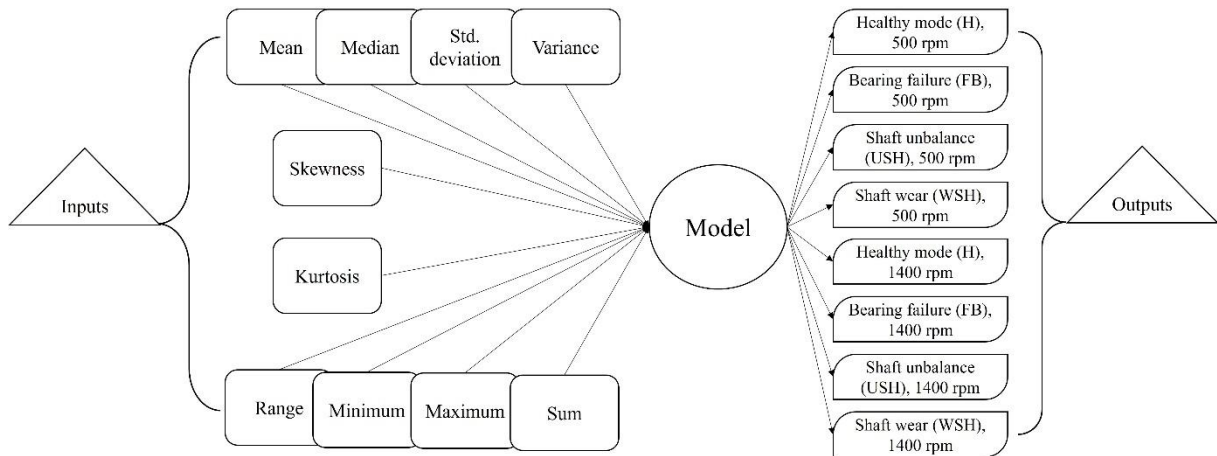 Inputs
Mean
Median
Std.
deviation
Variance
Skewness
Kurtosis
Range
Minimum
Maximum
Sum
Model
Healthy mode (H),
500 rpm
Bearing failure (FB),
500 rpm
Shaft unbalance
(USH), 500 rpm
Shaft wear (WSH),
500 rpm
Healthy mode (H),
1400 rpm
Bearing failure (FB),
1400 rpm
Shaft unbalance
(USH), 1400 rpm
Shaft wear (WSH),
1400 rpm
Outputs